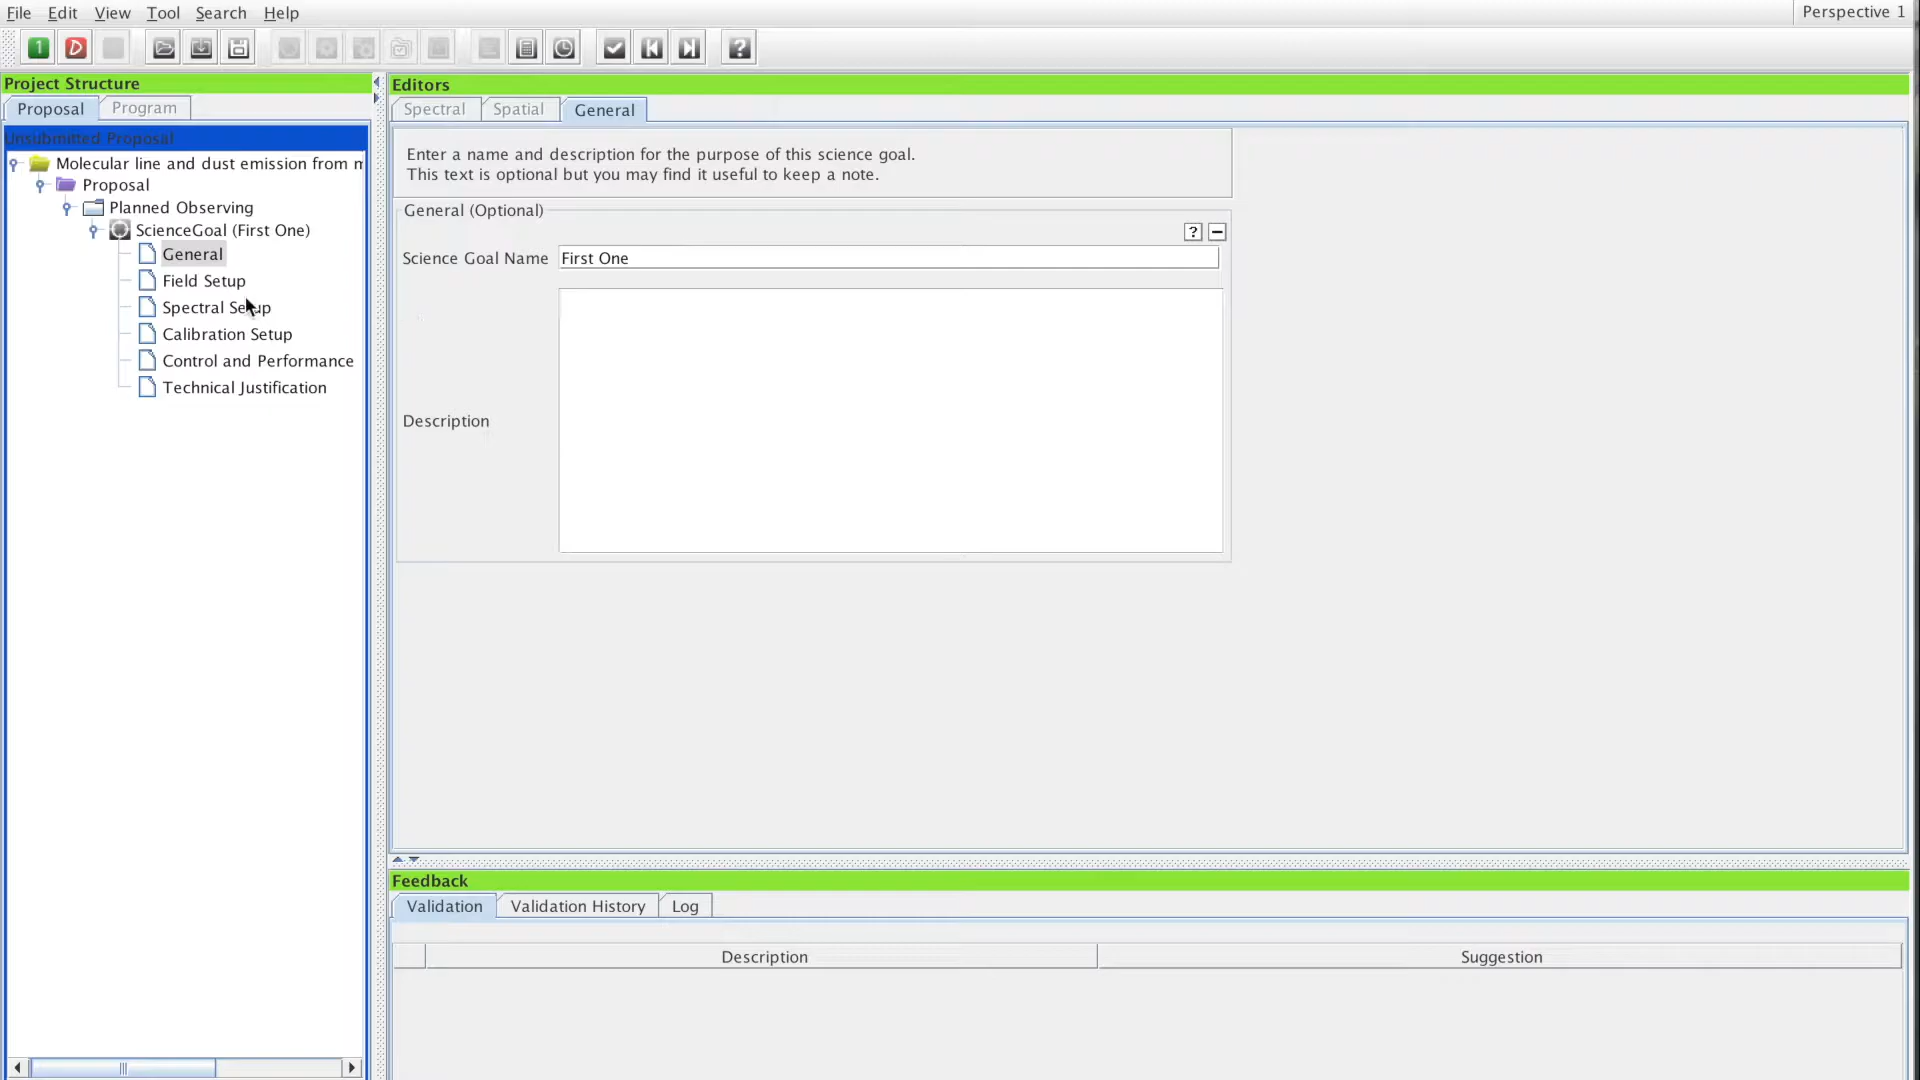 File Edit View Tool Search Help
Perspective 1
1 D ?
Project Structure
Proposal Program
Unsubmitted Proposal
Molecular line and dust emission from m
Proposal
Planned Observing
ScienceGoal (First One)
General
Field Setup
Spectral Setup
Calibration Setup
Control and Performance
Technical Justification
Editors
Spectral Spatial General
Enter a name and description for the purpose of this science goal.
This text is optional but you may find it useful to keep a note.
General (Optional)
?
Science Goal Name First One
Description
Feedback
Validation Validation History Log
Description Suggestion